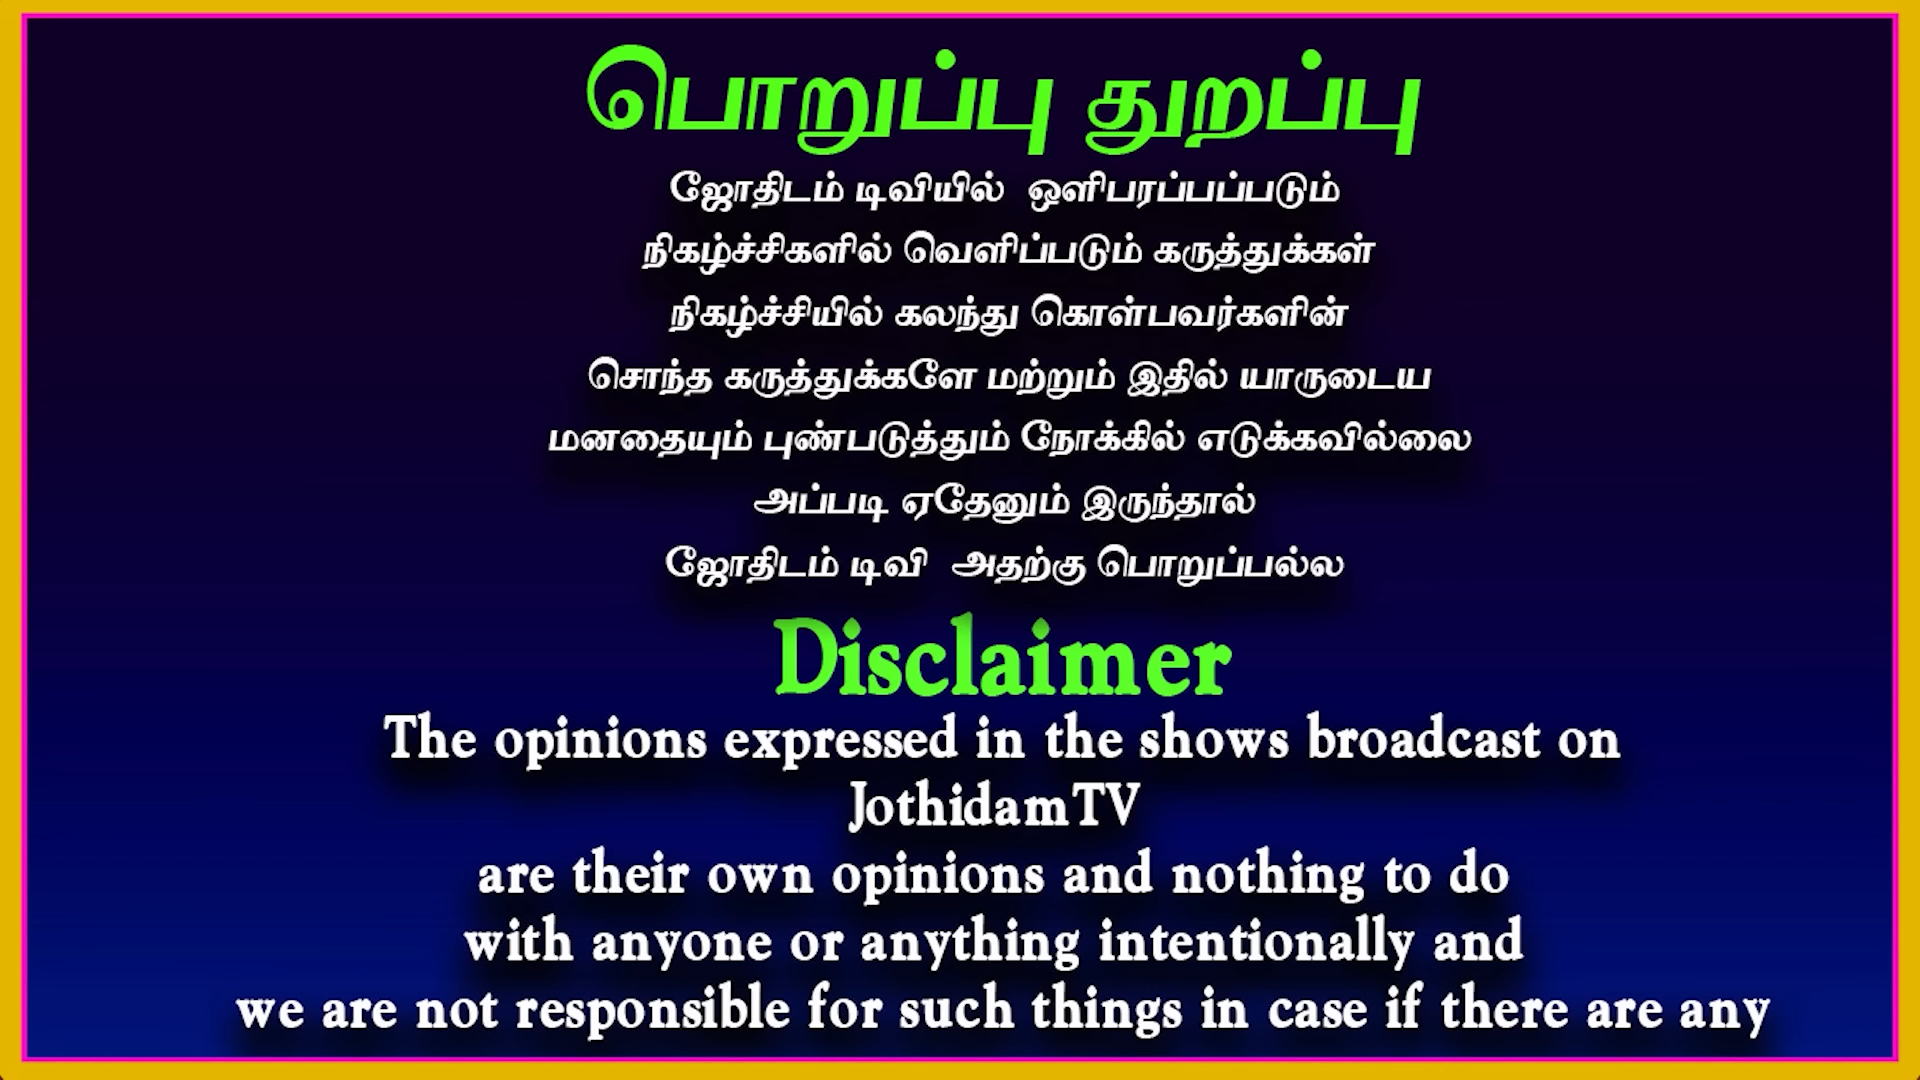 பொறுப்பு துறப்பு
ஜோதிடம் டிவியில் ஒளிபரப்பப்படும்
நிகழ்ச்சிகளில் வெளிப்படும் கருத்துக்கள்
நிகழ்ச்சியில் கலந்து கொள்பவர்களின்
சொந்த கருத்துக்களே மற்றும் இதில் யாருடைய
மனதையும் புண்படுத்தும் நோக்கில் எடுக்கவில்லை
அப்படி ஏதேனும் இருந்தால்
ஜோதிடம் டிவி அதற்கு பொறுப்பல்ல
Disclaimer
The opinions expressed in the shows broadcast on
JothidamTV
are their own opinions and nothing to do
with anyone or anything intentionally and
we are not responsible for such things in case if there are any